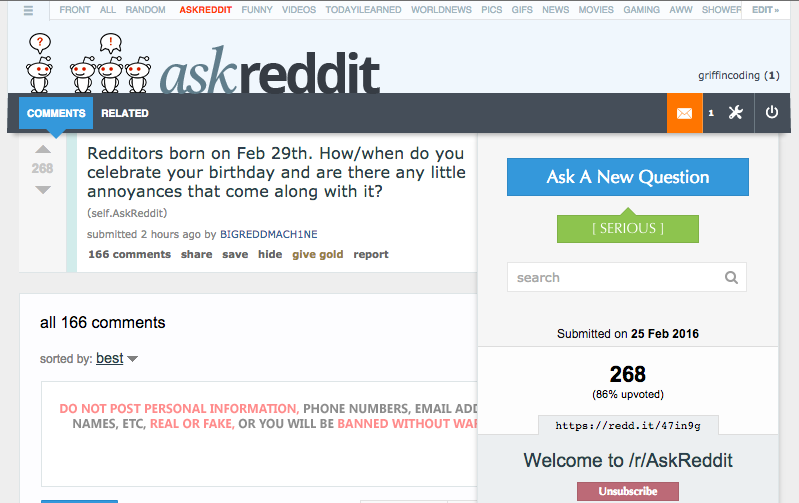 FRONT ALL RANDOM ASKREDDIT FUNNY VIDEOS TODAYILEARNED WORLDNEWS PICS GIFS NEWS MOVIES GAMING AWW SHOWER EDIT »
? !
askreddit
griffincoding (1)
COMMENTS RELATED
1
268
Redditors born on Feb 29th. How/when do you
celebrate your birthday and are there any little
annoyances that come along with it?
(self.AskReddit)
submitted 2 hours ago by BIGREDDMACH1NE
166 comments share save hide give gold report
Ask A New Question
[ SERIOUS ]
search
Submitted on 25 Feb 2016
268
(86% upvoted)
https://redd.it/47in9g
Welcome to /r/AskReddit
Unsubscribe
all 166 comments
sorted by: best
DO NOT POST PERSONAL INFORMATION, PHONE NUMBERS, EMAIL ADD
NAMES, ETC, REAL OR FAKE, OR YOU WILL BE BANNED WITHOUT WAR